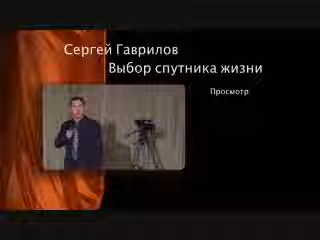 Сергей Гаврилов
Выбор спутника жизни
Просмотр